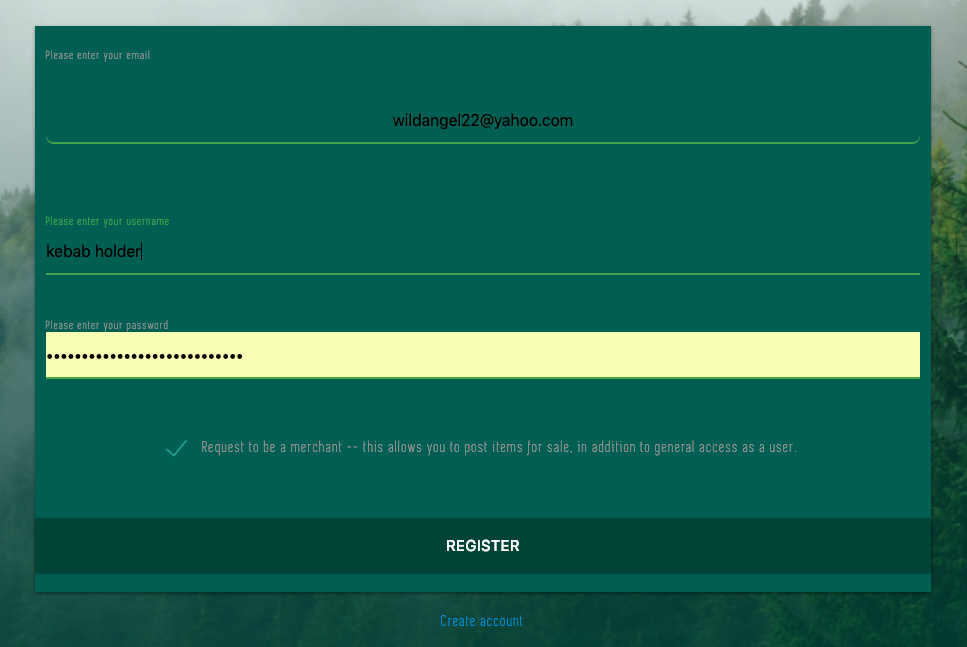 Please enter your email
wildangel22@yahoo.com
Please enter your username
kebab holder
Please enter your password
••••••••••••••••••••••••••••
Request to be a merchant -- this allows you to post items for sale, in addition to general access as a user.
REGISTER
Create account